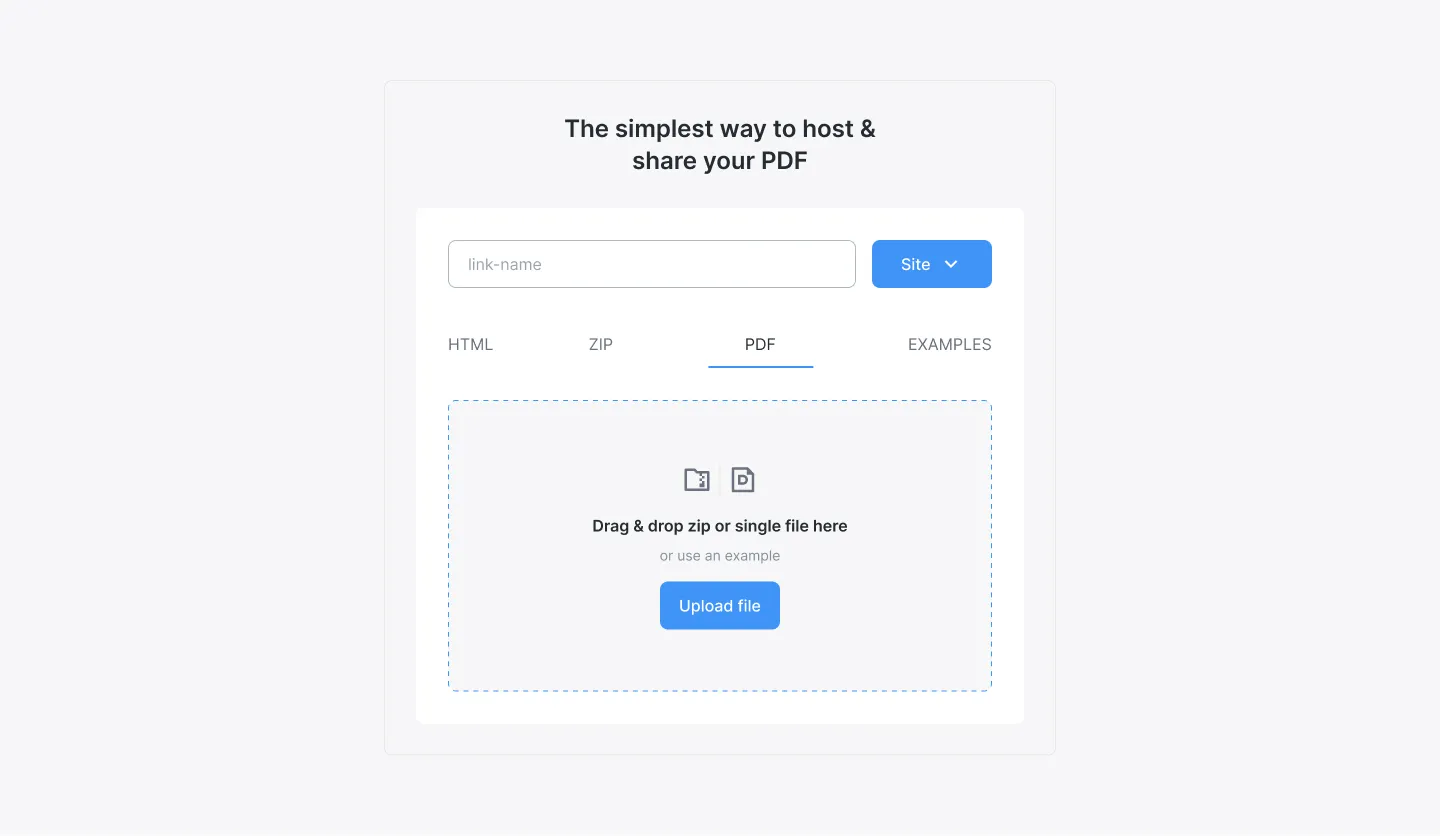 The simplest way to host &
share your PDF
link-name
Site
HTML
ZIP
PDF
EXAMPLES
D
Drag & drop zip or single file here
or use an example
Upload file